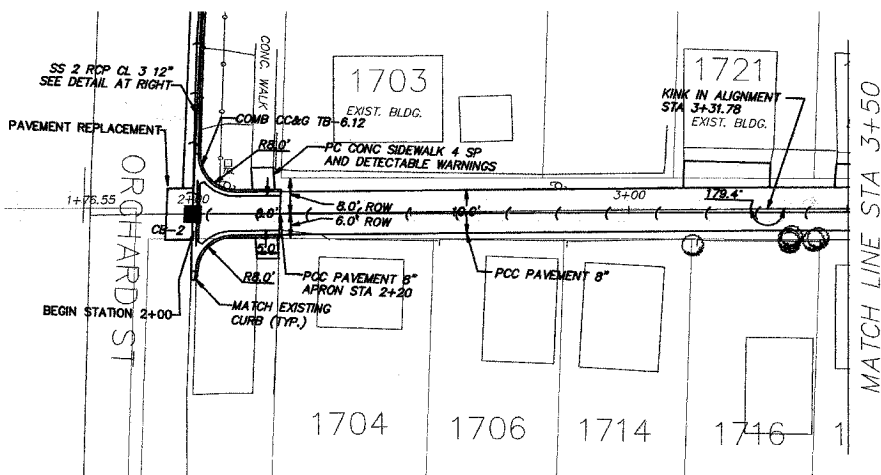 CONC. WALK
SS 2 RCP CL 3 12"
SEE DETAIL AT RIGHT
1703
EXIST. BLDG.
1721
KINK IN ALIGNMENT
STA 3+31.78
EXIST. BLDG.
COMB CC&G TB-6.12
PAVEMENT REPLACEMENT
R8.0'
PC CONC SIDEWALK 4 SP
AND DETECTABLE WARNINGS
ORCHARD ST
1+76.55
2+00
8.0' ROW
6.0' ROW
10.0'
3+00
179.4°
CB-2
5.0'
R8.0'
PCC PAVEMENT 8"
APRON STA 2+20
PCC PAVEMENT 8"
BEGIN STATION 2+00
MATCH EXISTING
CURB (TYP.)
1704
1706
1714
1716
1
MATCH LINE STA 3+50